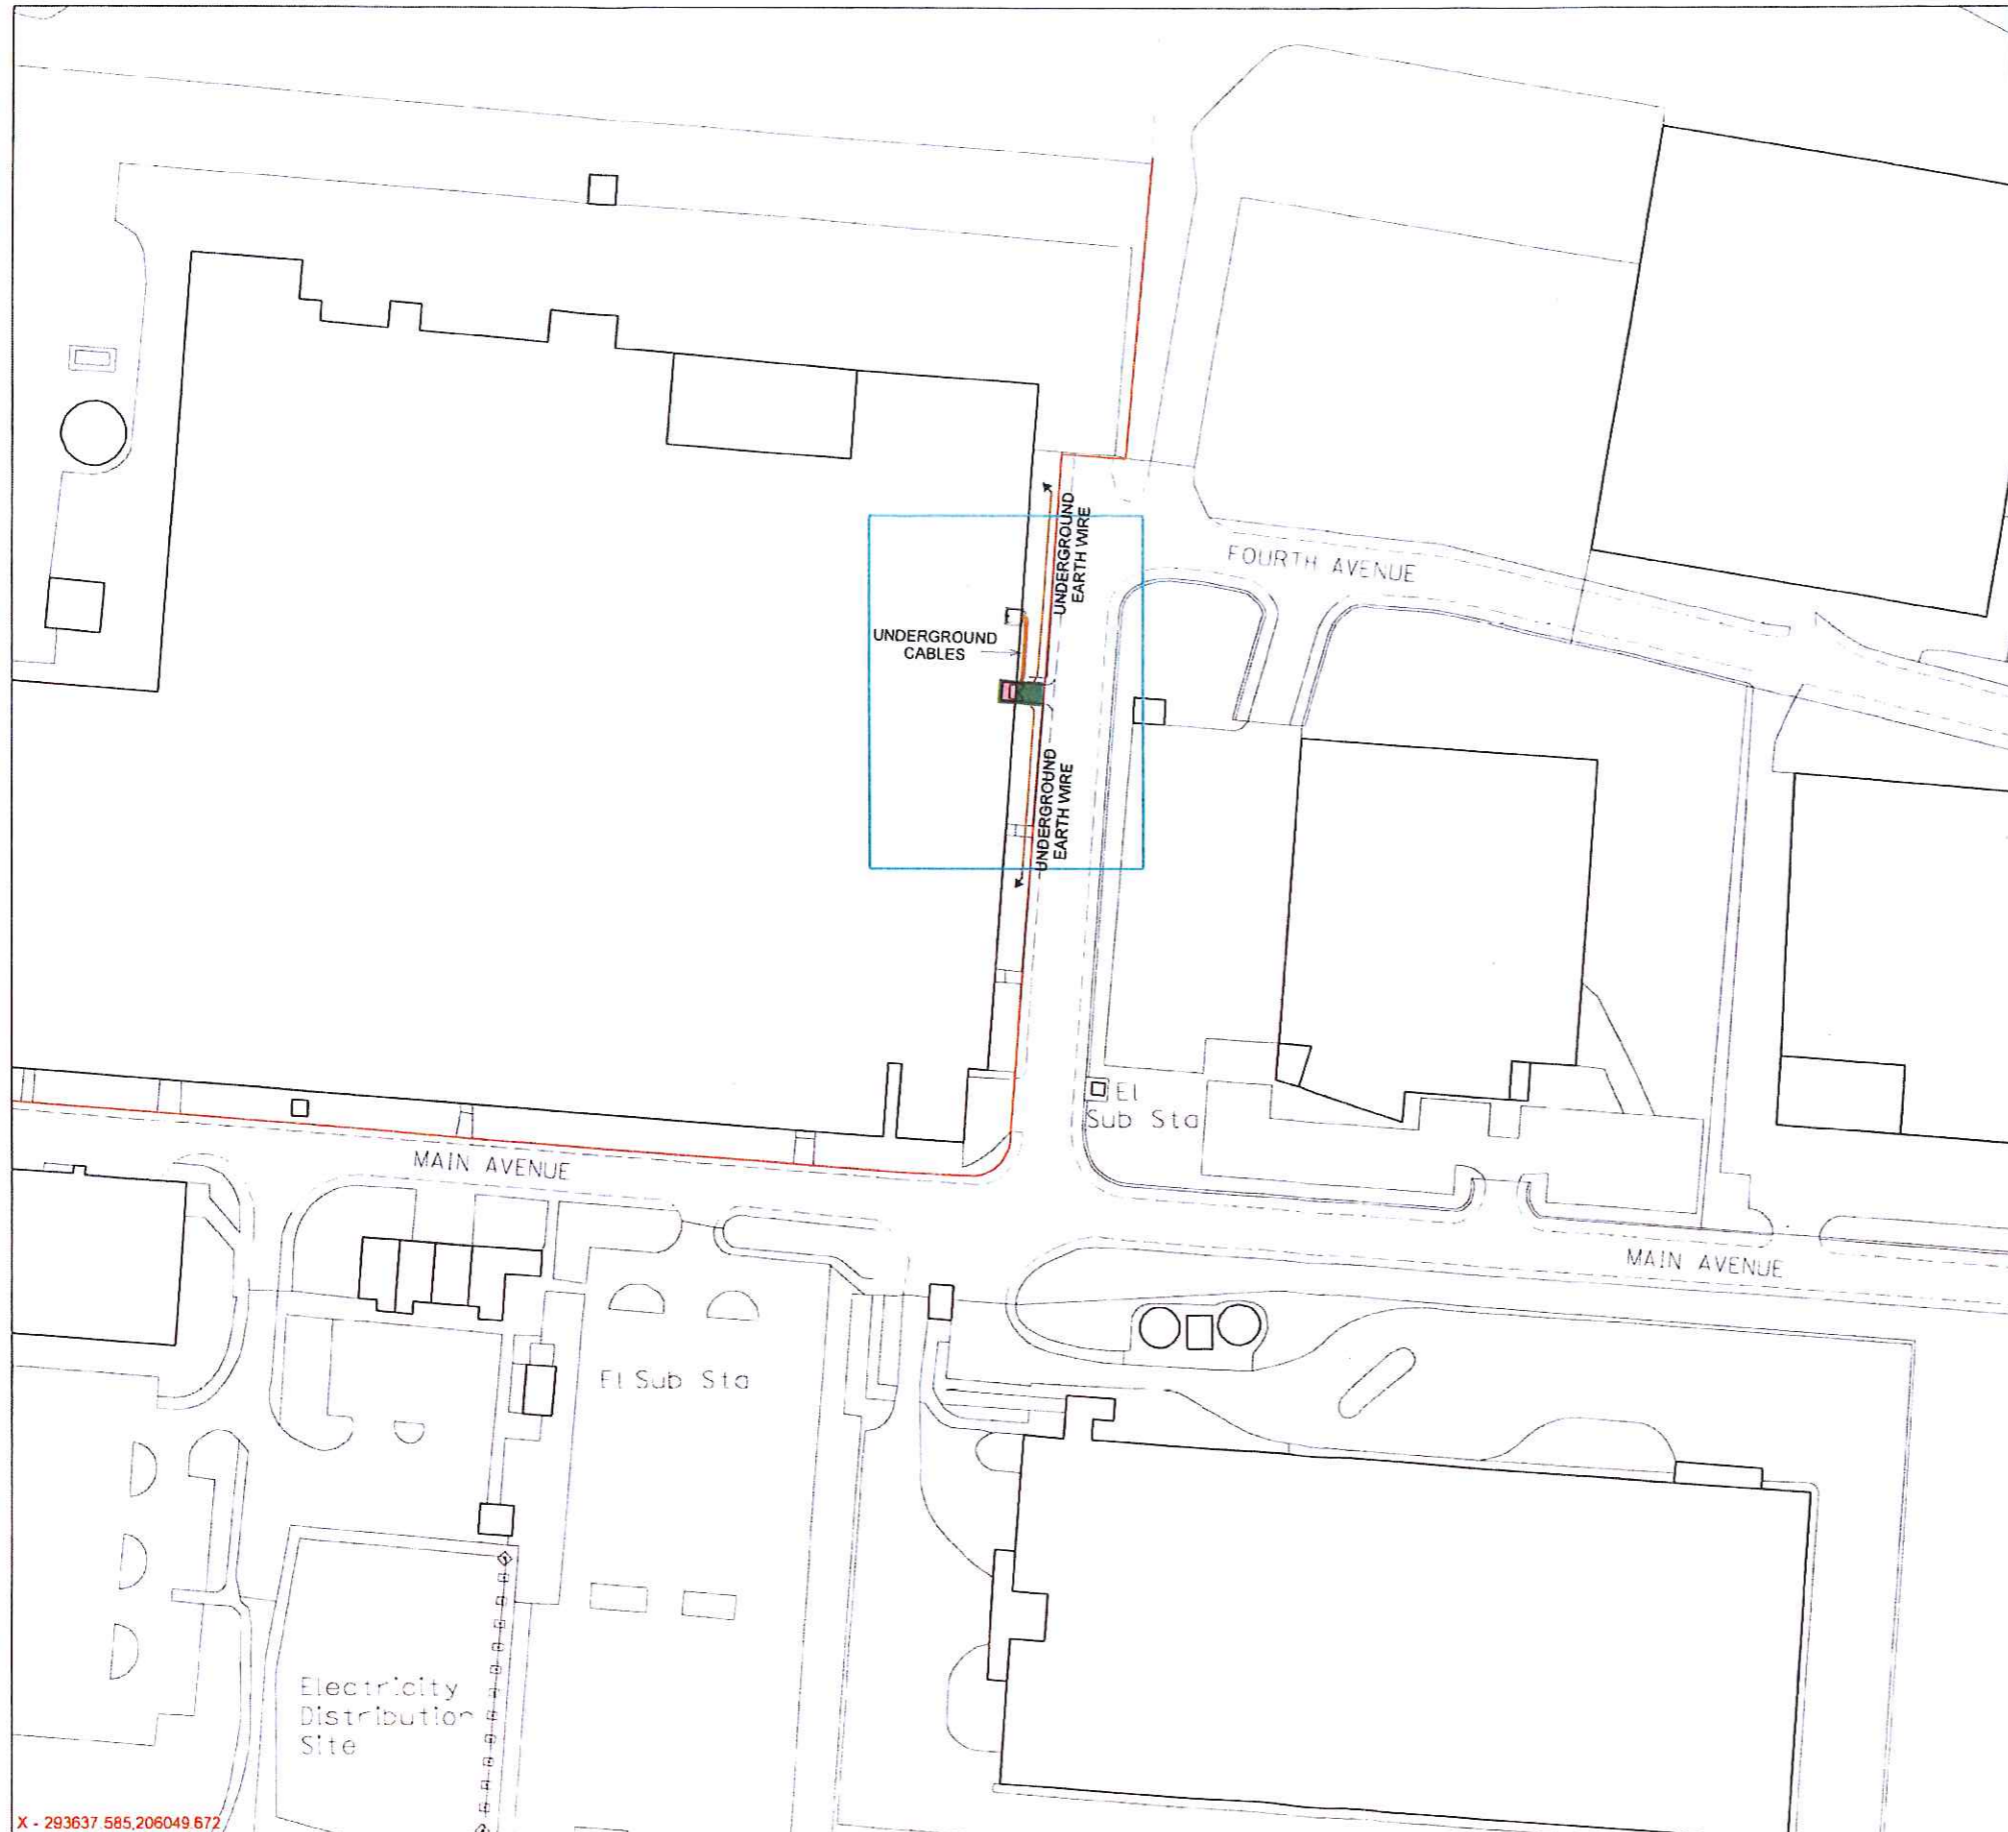 UNDERGROUND
EARTH WIRE
FOURTH AVENUE
UNDERGROUND
CABLES
UNDERGROUND
EARTH WIRE
El
Sub Sta
MAIN AVENUE
MAIN AVENUE
El Sub Sta
Electricity
Distribution
Site
X - 293637.585,206049.672